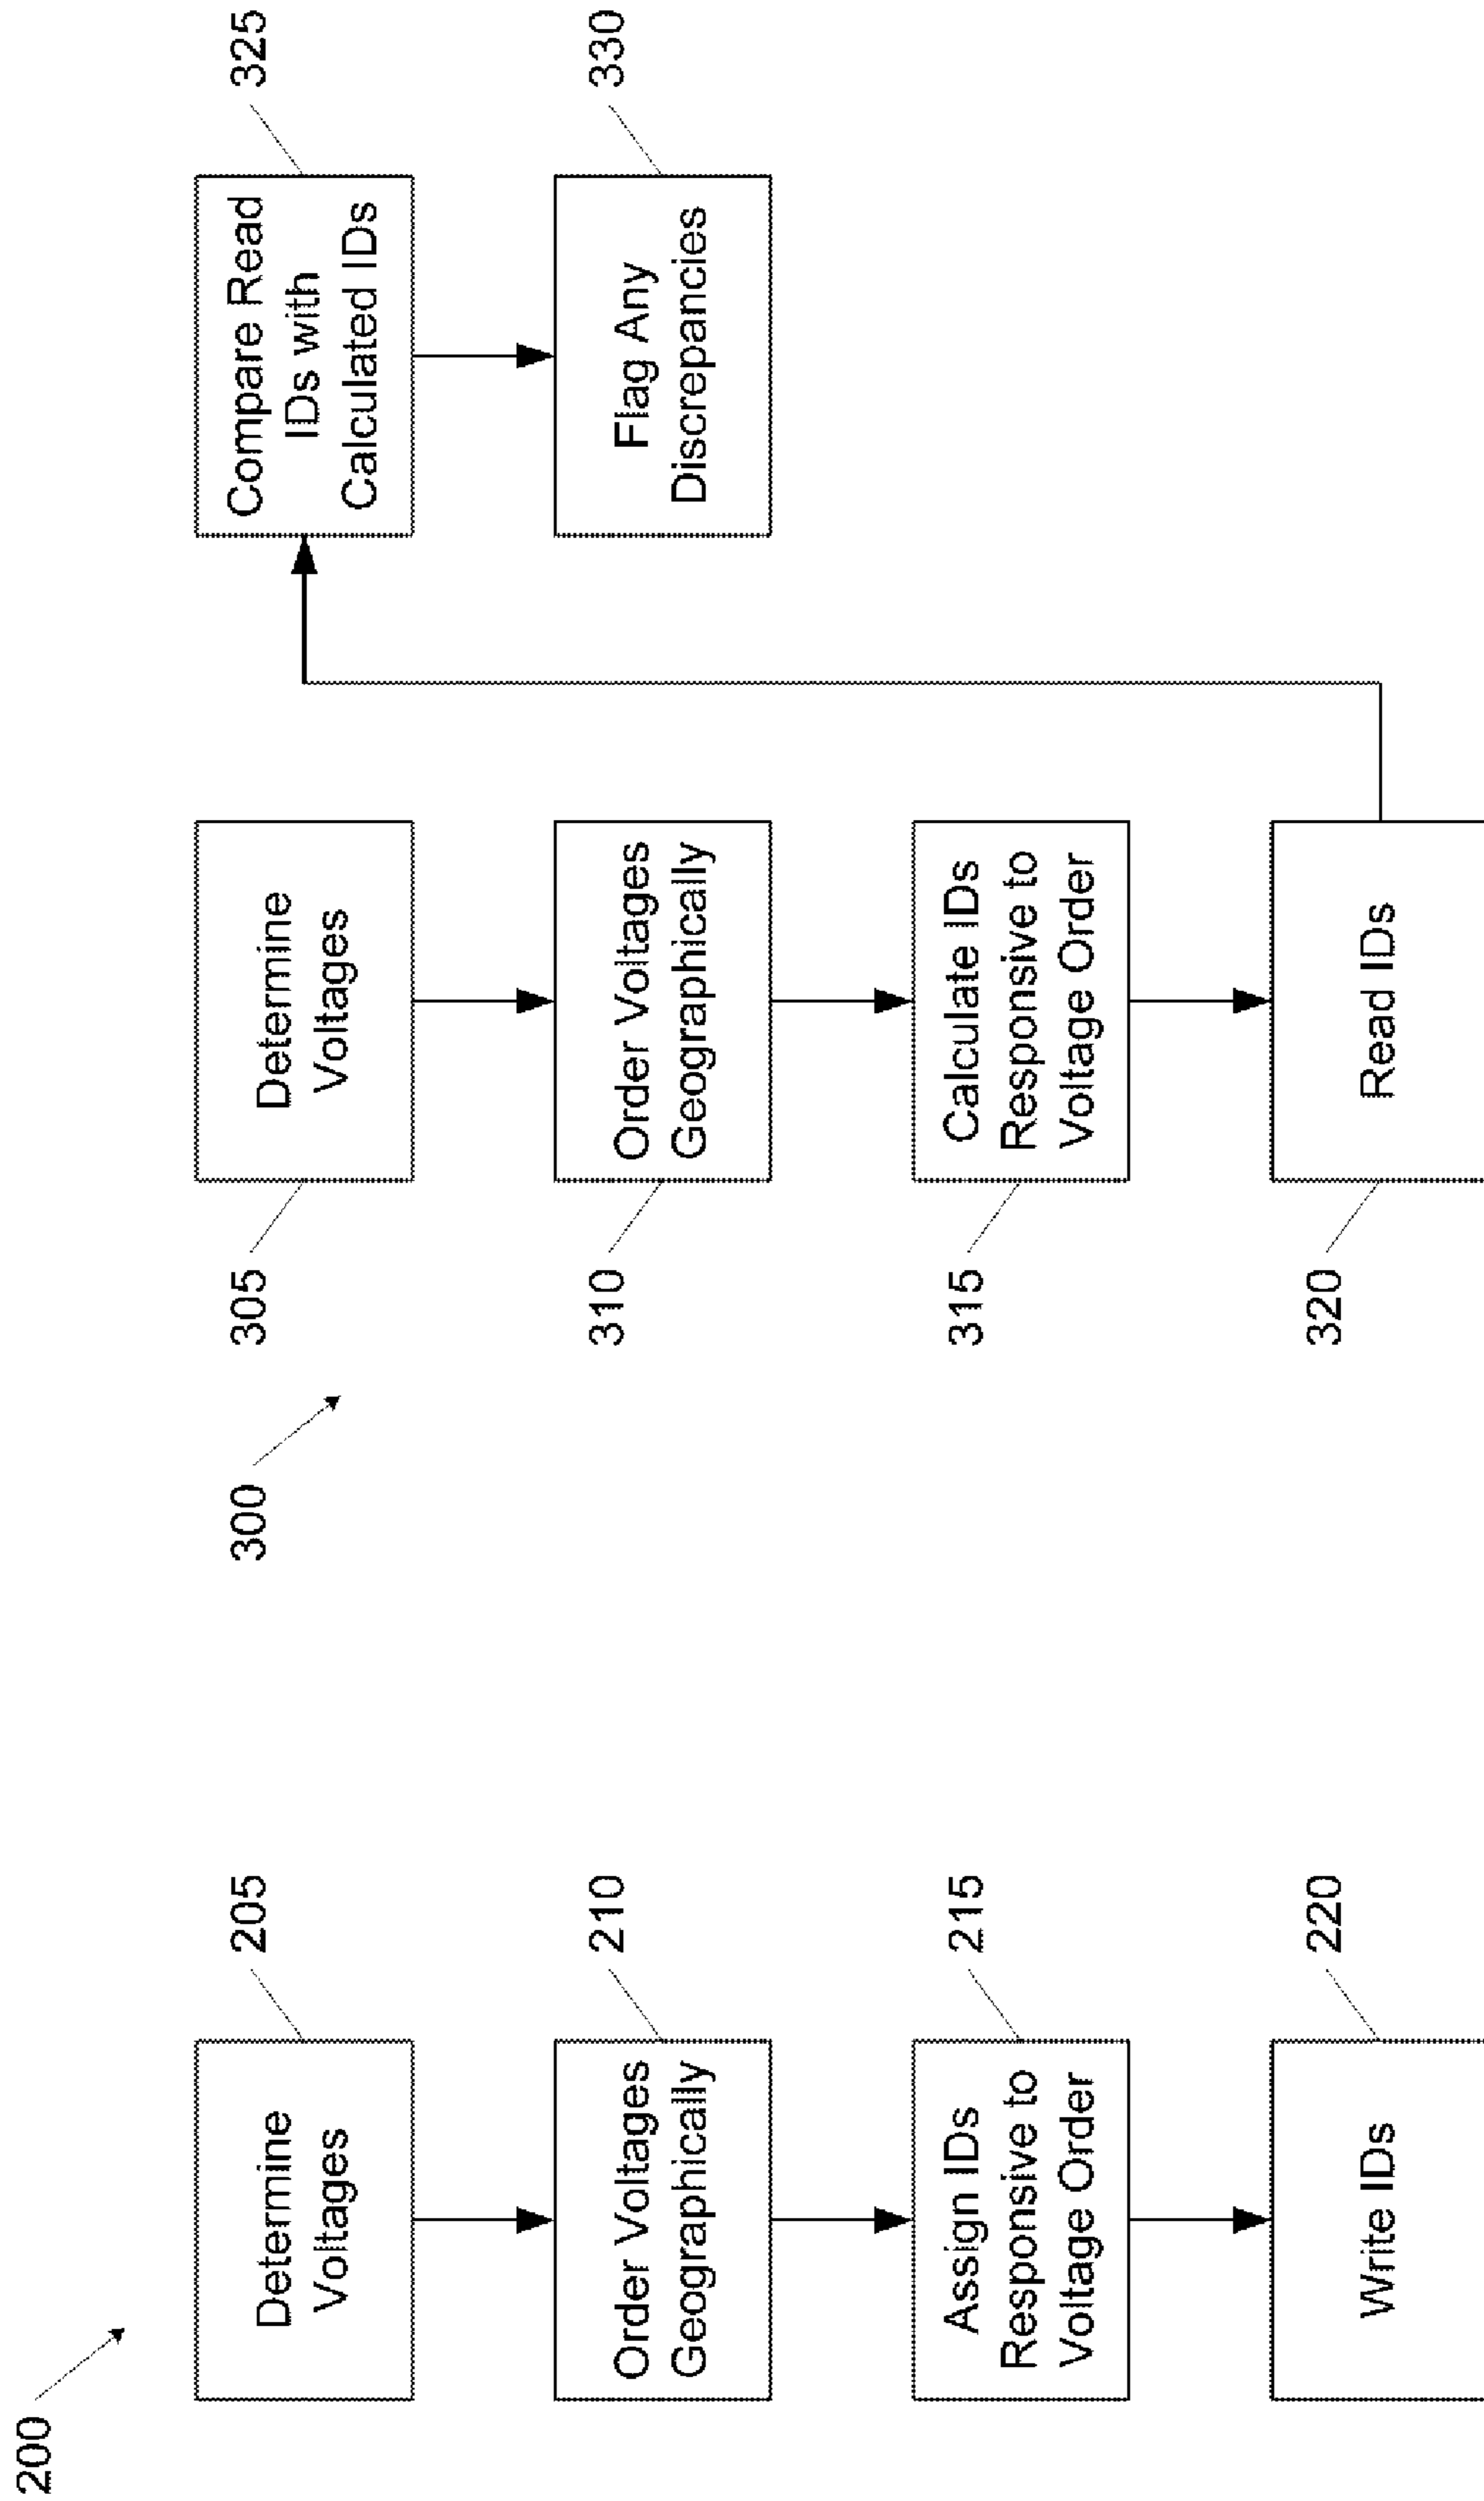 200
205
Determine
Voltages
210
Order Voltages
Geographically
215
Assign IDs
Responsive to
Voltage Order
220
Write IDs
300
305
Determine
Voltages
310
Order Voltages
Geographically
315
Calculate IDs
Responsive to
Voltage Order
320
Read IDs
325
Compare Read
IDs with
Calculated IDs
330
Flag Any
Discrepancies